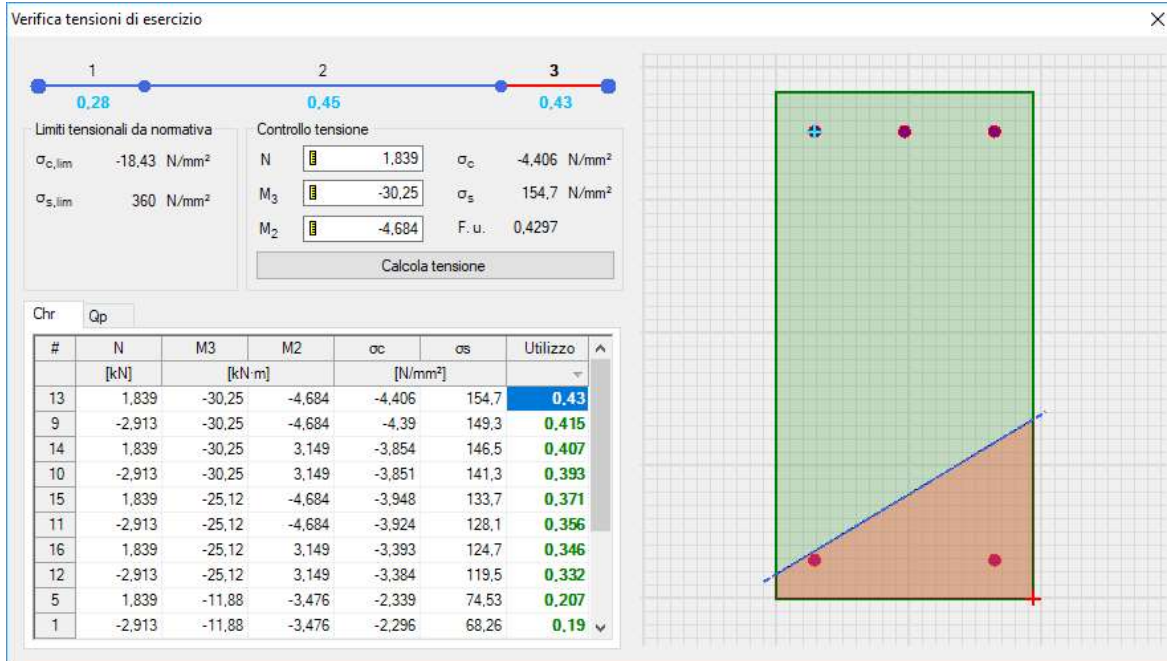 Verifica tensioni di esercizio
1 2 3
0,28 0,45 0,43
Limiti tensionali da normativa
σc,lim -18,43 N/mm²
σs,lim 360 N/mm²
Controllo tensione
N 1,839 σc -4,406 N/mm²
M3 -30,25 σs 154,7 N/mm²
M2 -4,684 F. u. 0,4297
Calcola tensione
Chr Qp
# N M3 M2 σc σs Utilizzo
[kN] [kN·m] [N/mm²]
13 1,839 -30,25 -4,684 -4,406 154,7 0,43
9 -2,913 -30,25 -4,684 -4,39 149,3 0,415
14 1,839 -30,25 3,149 -3,854 146,5 0,407
10 -2,913 -30,25 3,149 -3,851 141,3 0,393
15 1,839 -25,12 -4,684 -3,948 133,7 0,371
11 -2,913 -25,12 -4,684 -3,924 128,1 0,356
16 1,839 -25,12 3,149 -3,393 124,7 0,346
12 -2,913 -25,12 3,149 -3,384 119,5 0,332
5 1,839 -11,88 -3,476 -2,339 74,53 0,207
1 -2,913 -11,88 -3,476 -2,296 68,26 0,19